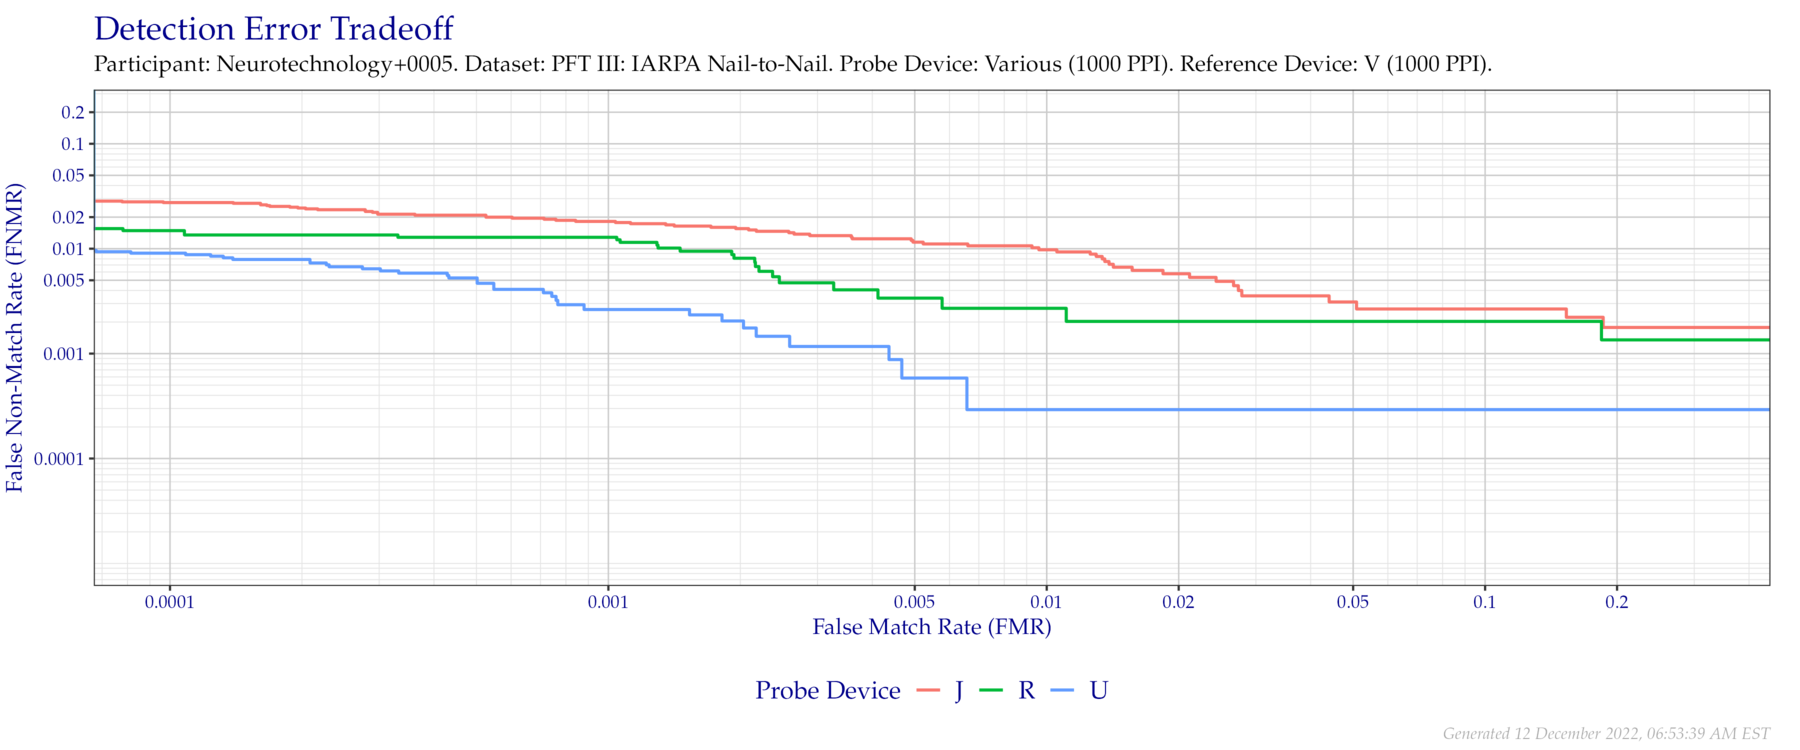 Detection Error Tradeoff
Participant: Neurotechnology+0005. Dataset: PFT III: IARPA Nail-to-Nail. Probe Device: Various (1000 PPI). Reference Device: V (1000 PPI).
False Non-Match Rate (FNMR)
0.2
0.1
0.05
0.02
0.01
0.005
0.001
0.0001
0.0001 0.001 0.005 0.01 0.02 0.05 0.1 0.2
False Match Rate (FMR)
Probe Device J R U
Generated 12 December 2022, 06:53:39 AM EST